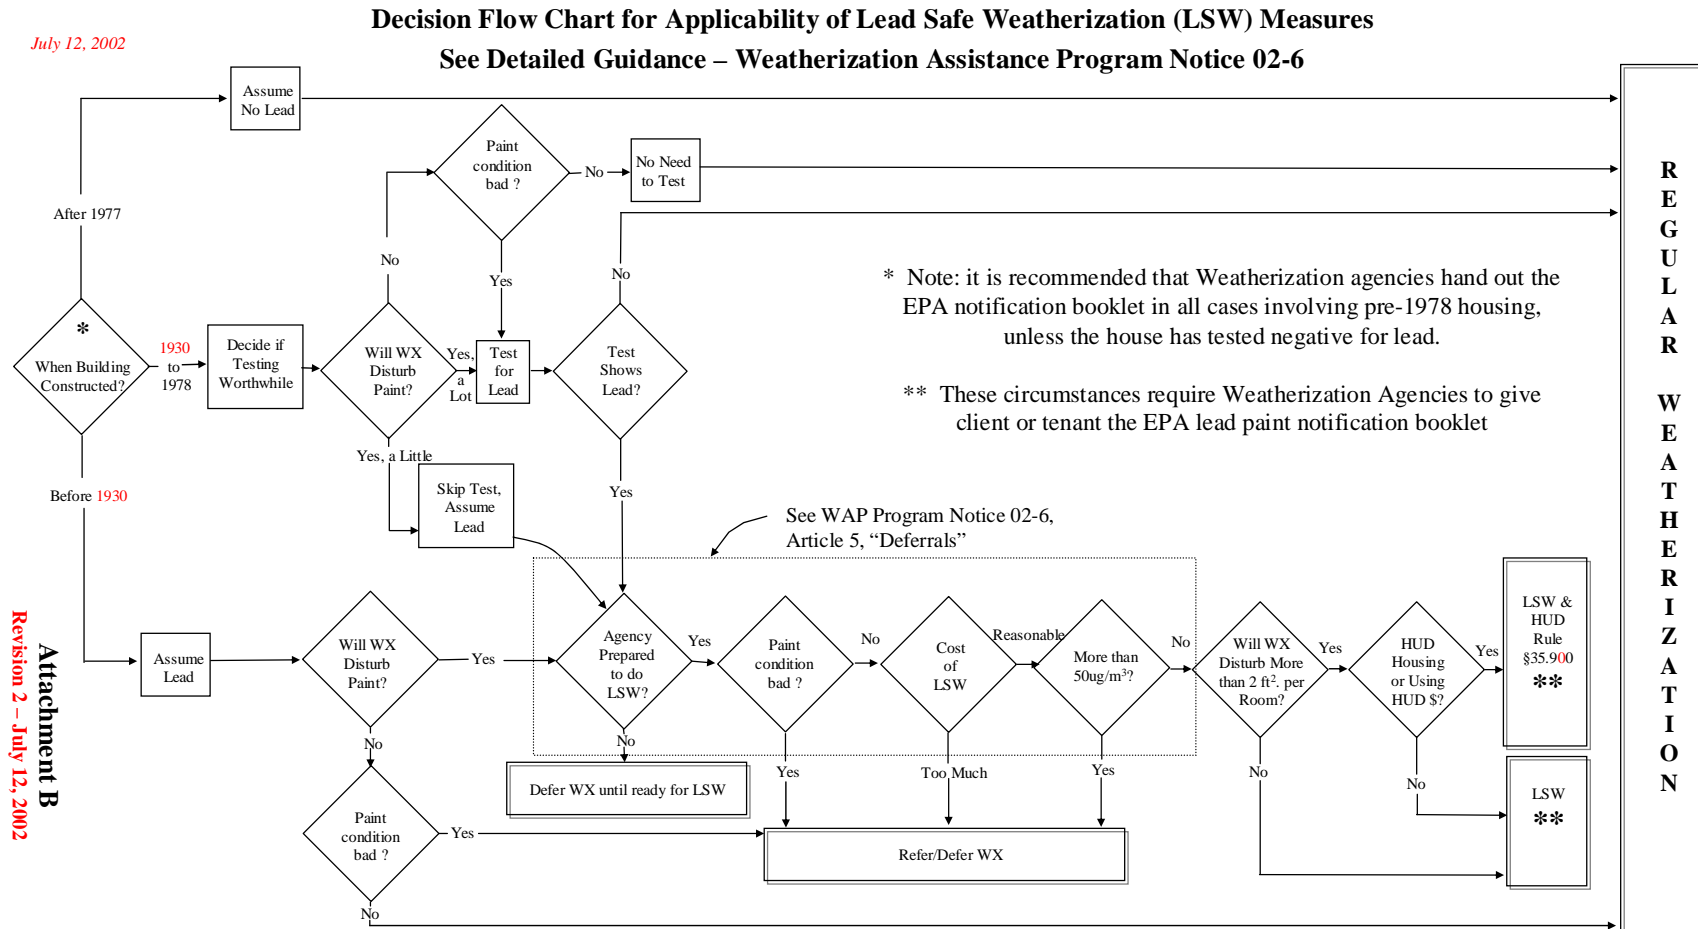 Decision Flow Chart for Applicability of Lead Safe Weatherization (LSW) Measures
July 12, 2002
See Detailed Guidance – Weatherization Assistance Program Notice 02-6
Assume
No Lead
Paint
condition
bad ?
No
No Need
to Test
After 1977
No
Yes
No
* Note: it is recommended that Weatherization agencies hand out the
EPA notification booklet in all cases involving pre-1978 housing,
unless the house has tested negative for lead.
*
When Building
Constructed?
1930
to
1978
Decide if
Testing
Worthwhile
Will WX
Disturb
Paint?
Yes,
a
Lot
Test
for
Lead
Test
Shows
Lead?
** These circumstances require Weatherization Agencies to give
client or tenant the EPA lead paint notification booklet
Yes, a Little
Before 1930
Skip Test,
Assume
Lead
Yes
See WAP Program Notice 02-6,
Article 5, “Deferrals”
Assume
Lead
Will WX
Disturb
Paint?
Yes
Agency
Prepared
to do
LSW?
Yes
Paint
condition
bad ?
No
Cost
of
LSW
Reasonable
More than
50ug/m³?
No
Will WX
Disturb More
than 2 ft². per
Room?
Yes
HUD
Housing
or Using
HUD $?
Yes
LSW &
HUD
Rule
§35.900
**
No
No
Yes
Too Much
Yes
No
No
Defer WX until ready for LSW
LSW
**
Paint
condition
bad ?
Yes
Refer/Defer WX
No
REGULAR WEATHERIZATION
Attachment B
Revision 2 – July 12, 2002